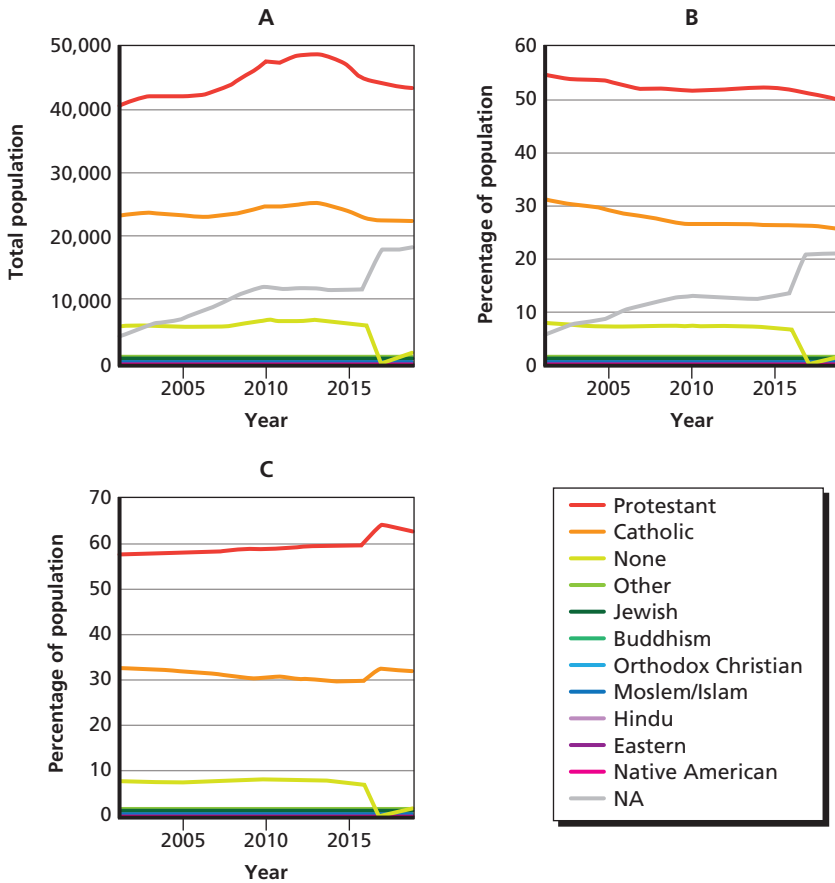 A
Total population
50,000
40,000
30,000
20,000
10,000
0
2005 2010 2015
Year
B
Percentage of population
60
50
40
30
20
10
0
2005 2010 2015
Year
C
Percentage of population
70
60
50
40
30
20
10
0
2005 2010 2015
Year
Protestant
Catholic
None
Other
Jewish
Buddhism
Orthodox Christian
Moslem/Islam
Hindu
Eastern
Native American
NA